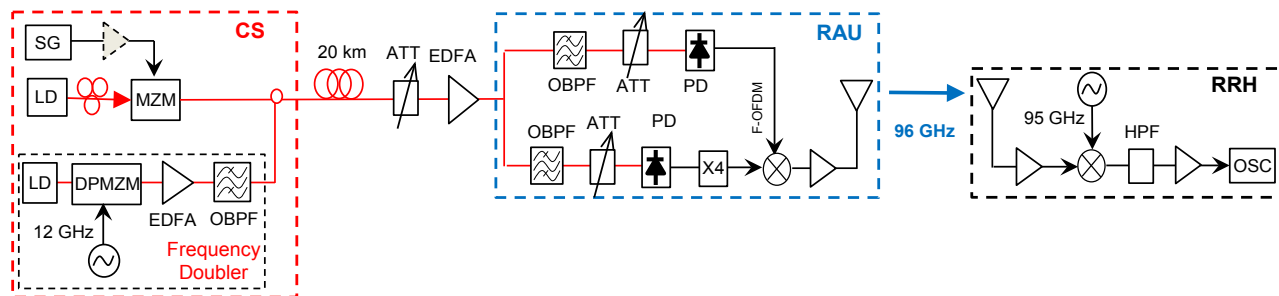 CS
SG
LD
MZM
LD
DPMZM
EDFA
OBPF
12 GHz
Frequency
Doubler
20 km
ATT
EDFA
RAU
OBPF
ATT
PD
F-OFDM
OBPF
ATT
PD
X4
96 GHz
RRH
95 GHz
HPF
OSC